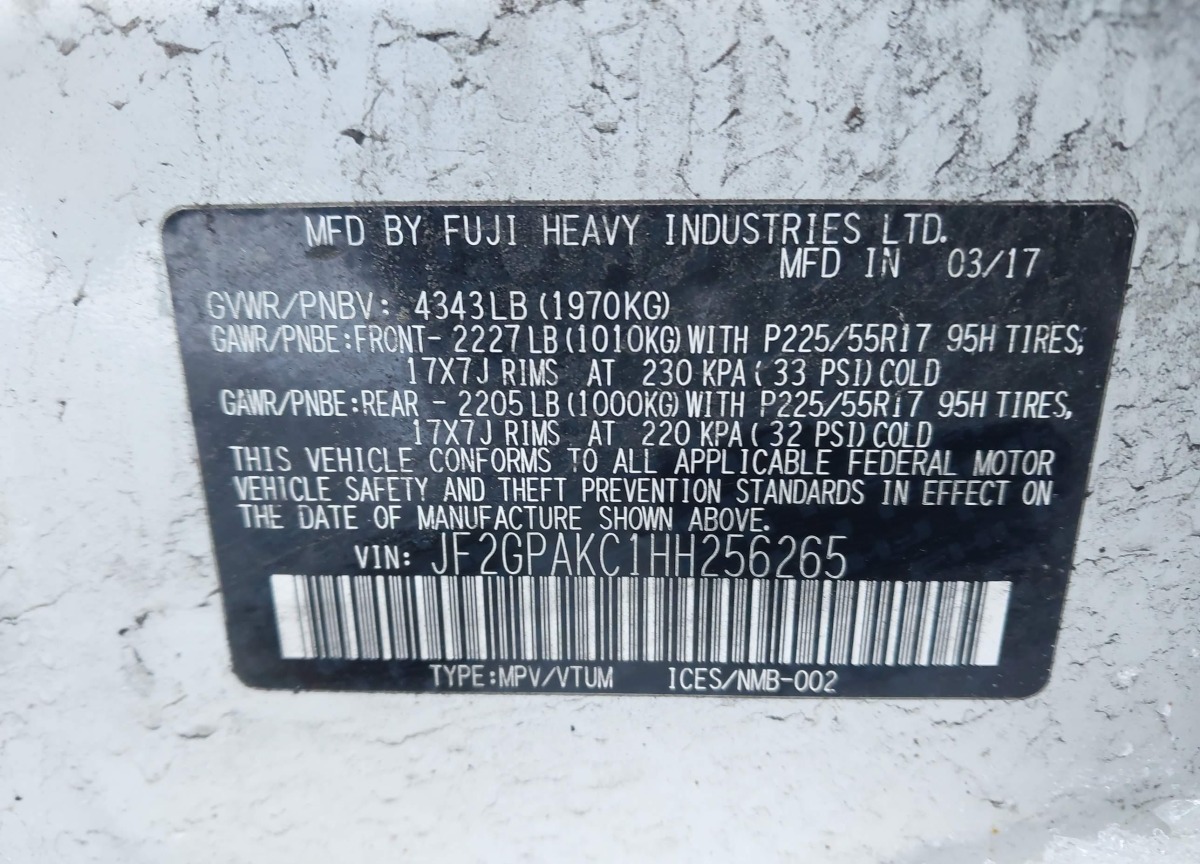 MFD BY FUJI HEAVY INDUSTRIES LTD.
MFD IN 03/17
GVWR/PNBV: 4343LB (1970KG)
GAWR/PNBE:FRONT- 2227LB (1010KG) WITH P225/55R17 95H TIRES,
17X7J RIMS AT 230 KPA ( 33 PSI) COLD
GAWR/PNBE:REAR - 2205LB (1000KG) WITH P225/55R17 95H TIRES,
17X7J RIMS AT 220 KPA ( 32 PSI) COLD
THIS VEHICLE CONFORMS TO ALL APPLICABLE FEDERAL MOTOR
VEHICLE SAFETY AND THEFT PREVENTION STANDARDS IN EFFECT ON
THE DATE OF MANUFACTURE SHOWN ABOVE.
VIN: JF2GPAKC1HH256265
TYPE:MPV/VTUM ICES/NMB-002